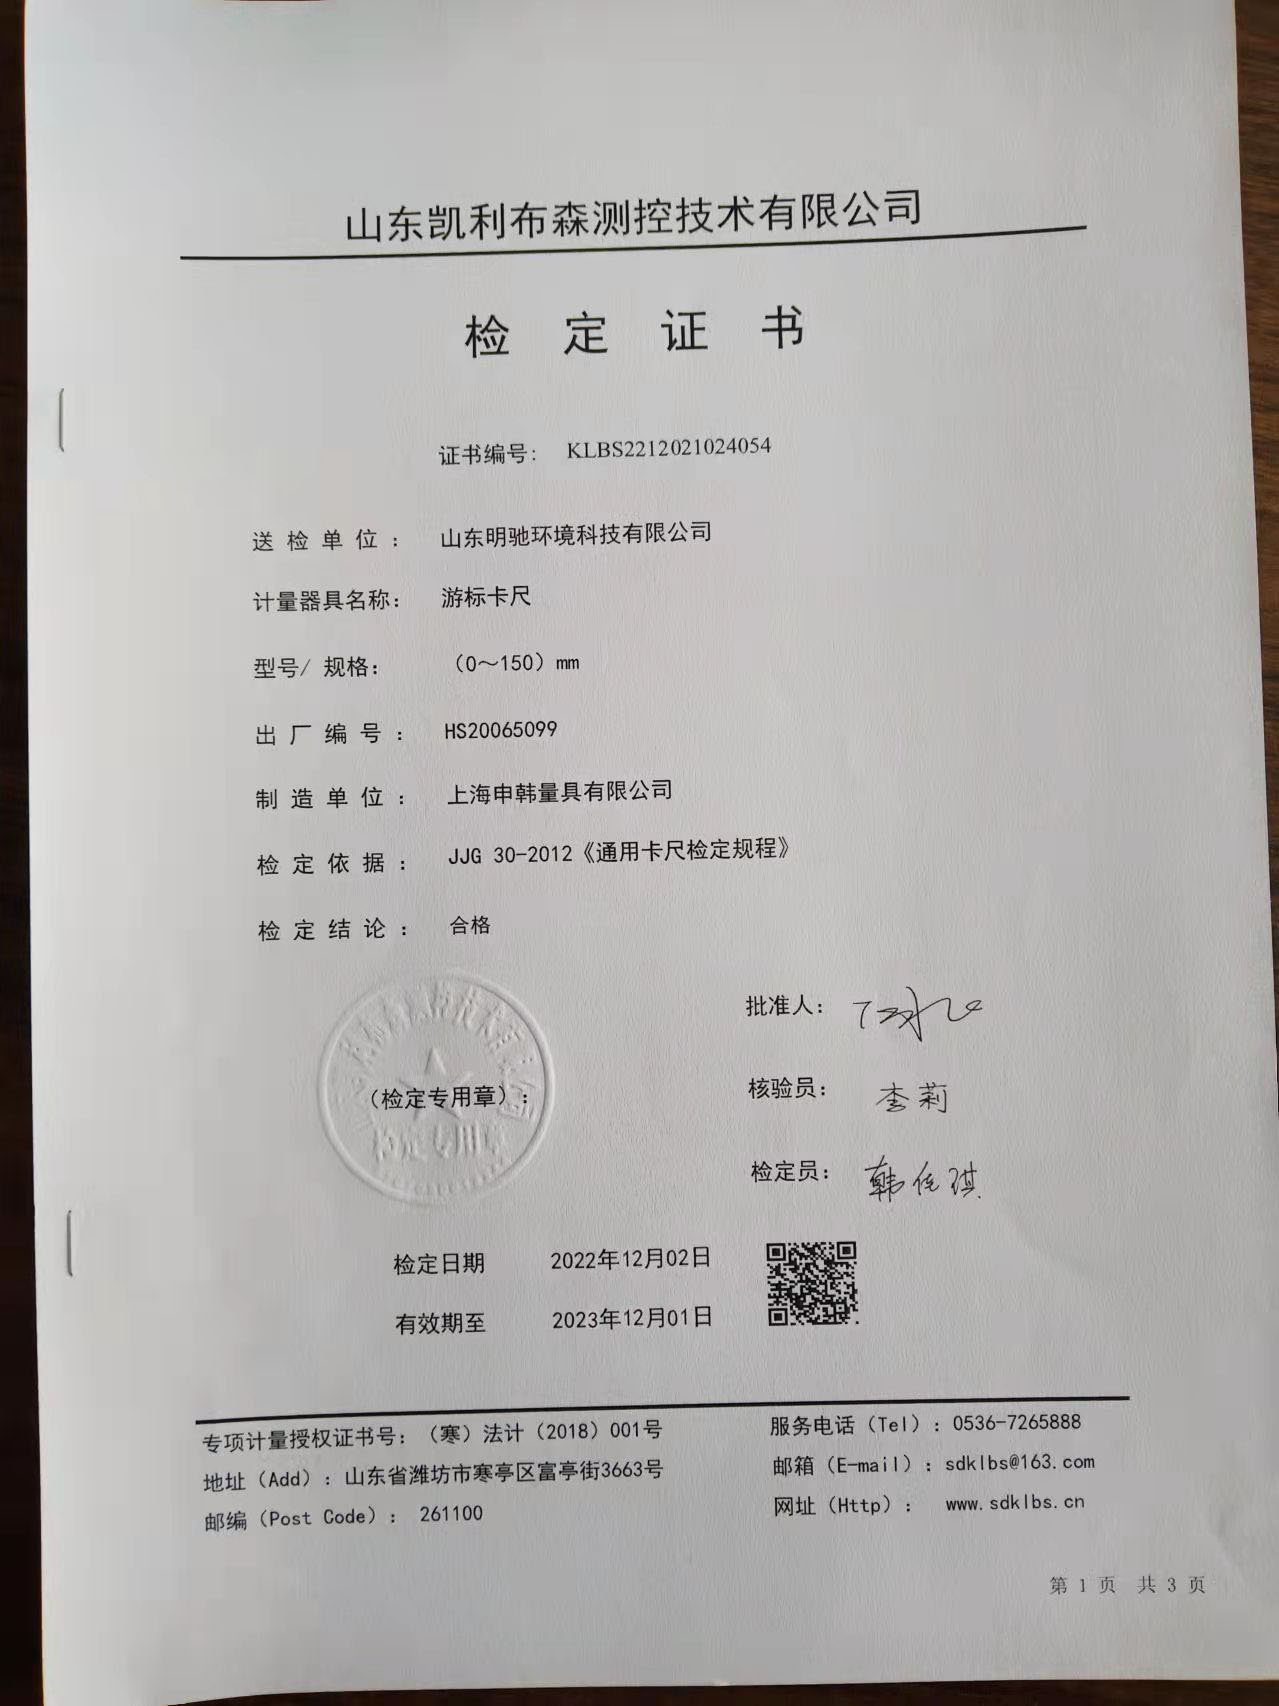 山东凯利布森测控技术有限公司
检定证书
证书编号： KLBS2212021024054
送检单位： 山东明驰环境科技有限公司
计量器具名称： 游标卡尺
型号/规格： （0～150）mm
出厂编号： HS20065099
制造单位： 上海申韩量具有限公司
检定依据： JJG 30-2012《通用卡尺检定规程》
检定结论： 合格
批准人：
（检定专用章）：
检定专用章
核验员： 李莉
检定员： 韩 琪
检定日期 2022年12月02日
有效期至 2023年12月01日
专项计量授权证书号：（寒）法计（2018）001号 服务电话（Tel）：0536-7265888
地址（Add）：山东省潍坊市寒亭区富亭街3663号 邮箱（E-mail）：sdklbs@163.com
邮编（Post Code）： 261100 网址（Http）： www.sdklbs.cn
第 1 页 共 3 页